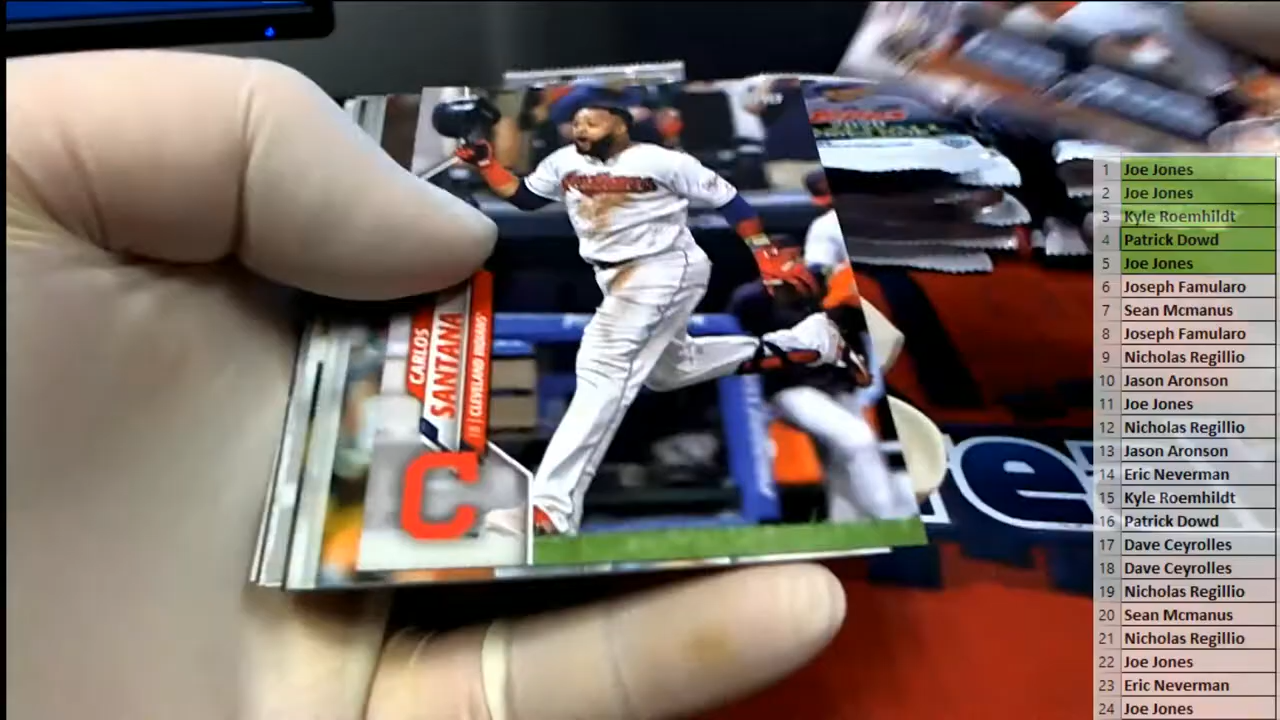 CARLOS
SANTANA
1B | CLEVELAND INDIANS
C
1 Joe Jones
2 Joe Jones
3 Kyle Roemhildt
4 Patrick Dowd
5 Joe Jones
6 Joseph Famularo
7 Sean Mcmanus
8 Joseph Famularo
9 Nicholas Regillio
10 Jason Aronson
11 Joe Jones
12 Nicholas Regillio
13 Jason Aronson
14 Eric Neverman
15 Kyle Roemhildt
16 Patrick Dowd
17 Dave Ceyrolles
18 Dave Ceyrolles
19 Nicholas Regillio
20 Sean Mcmanus
21 Nicholas Regillio
22 Joe Jones
23 Eric Neverman
24 Joe Jones